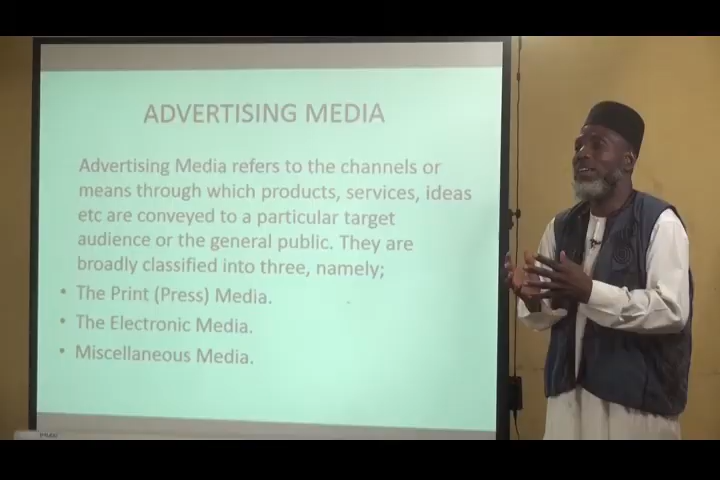 ADVERTISING MEDIA
Advertising Media refers to the channels or
means through which products, services, ideas
etc are conveyed to a particular target
audience or the general public. They are
broadly classified into three, namely;
• The Print (Press) Media.
• The Electronic Media.
• Miscellaneous Media.